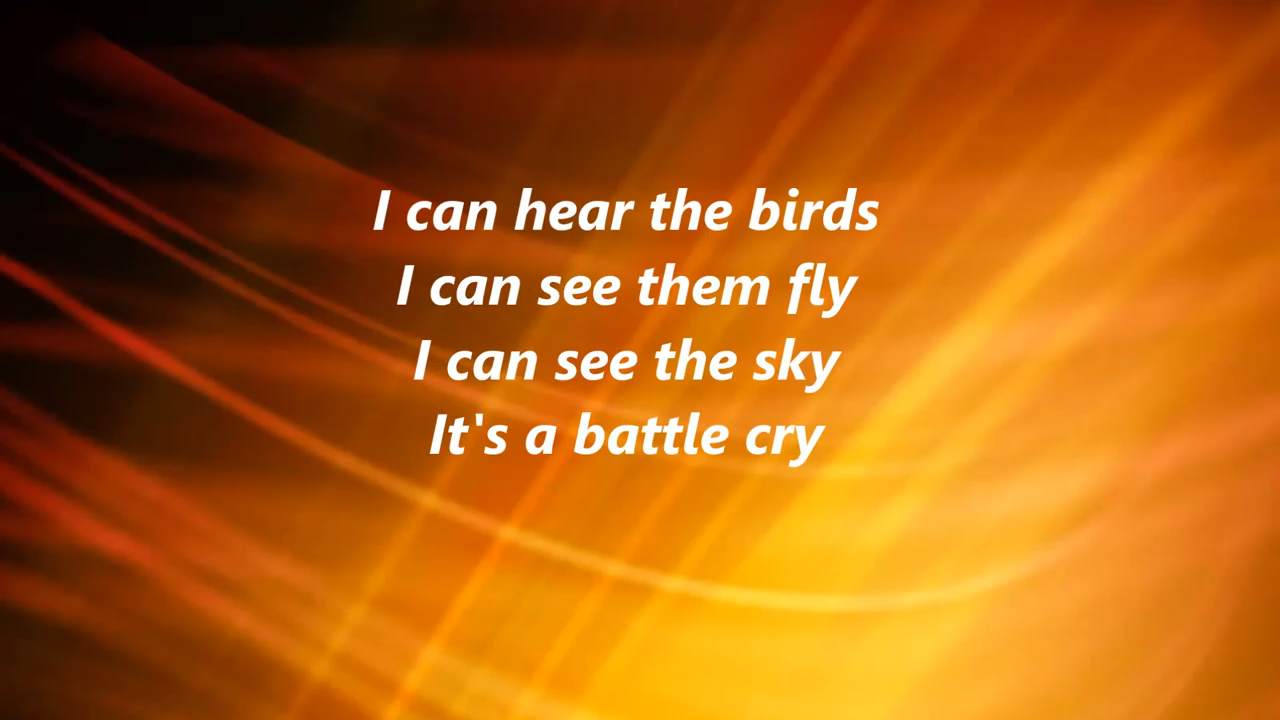 I can hear the birds
I can see them fly
I can see the sky
It's a battle cry